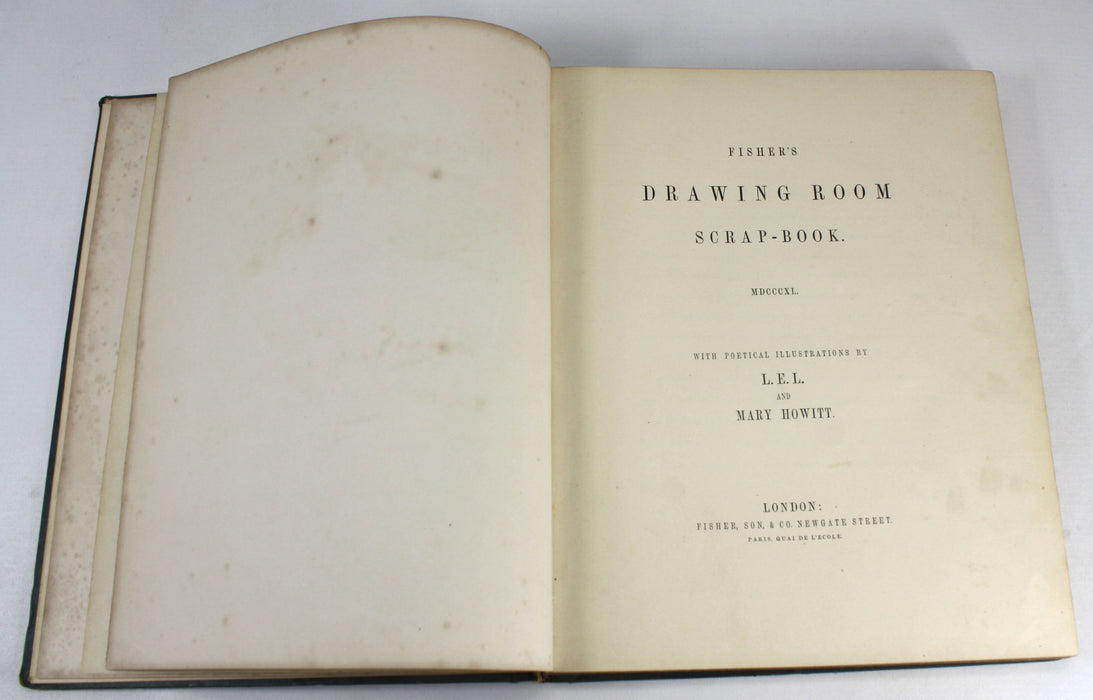 FISHER'S
DRAWING ROOM
SCRAP-BOOK.
MDCCCXL.
WITH POETICAL ILLUSTRATIONS BY
L. E. L.
AND
MARY HOWITT.
LONDON:
FISHER, SON, & CO. NEWGATE STREET.
PARIS, QUAI DE L'ECOLE.